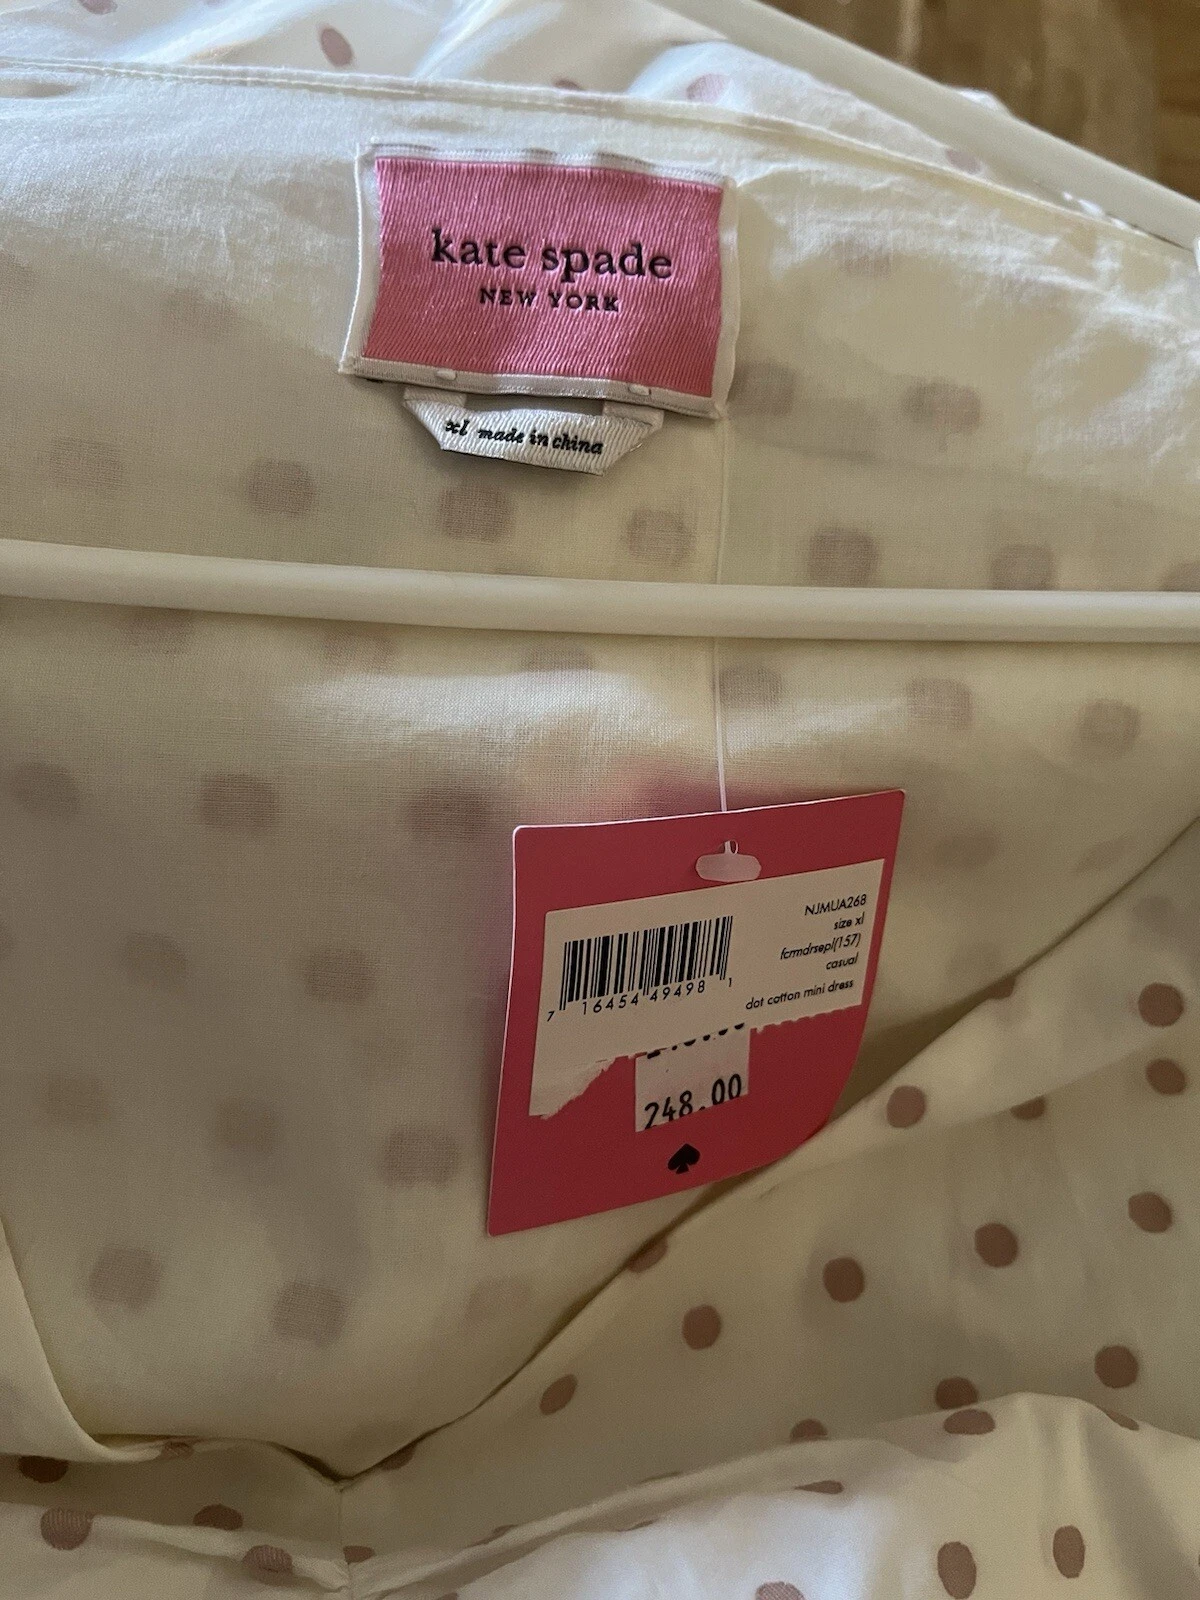 kate spade
NEW YORK
xl made in china
NJMUA268
size xl
fcrmdrsepl(157)
casual
dot cotton mini dress
7 16454 49498 1
248.00